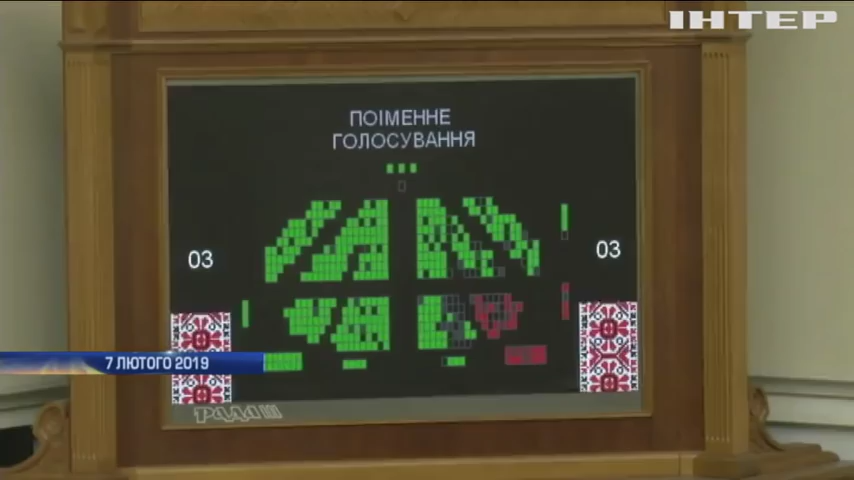 ІНТЕР
ПОІМЕННЕ
ГОЛОСУВАННЯ
03
03
7 ЛЮТОГО 2019
РАДА